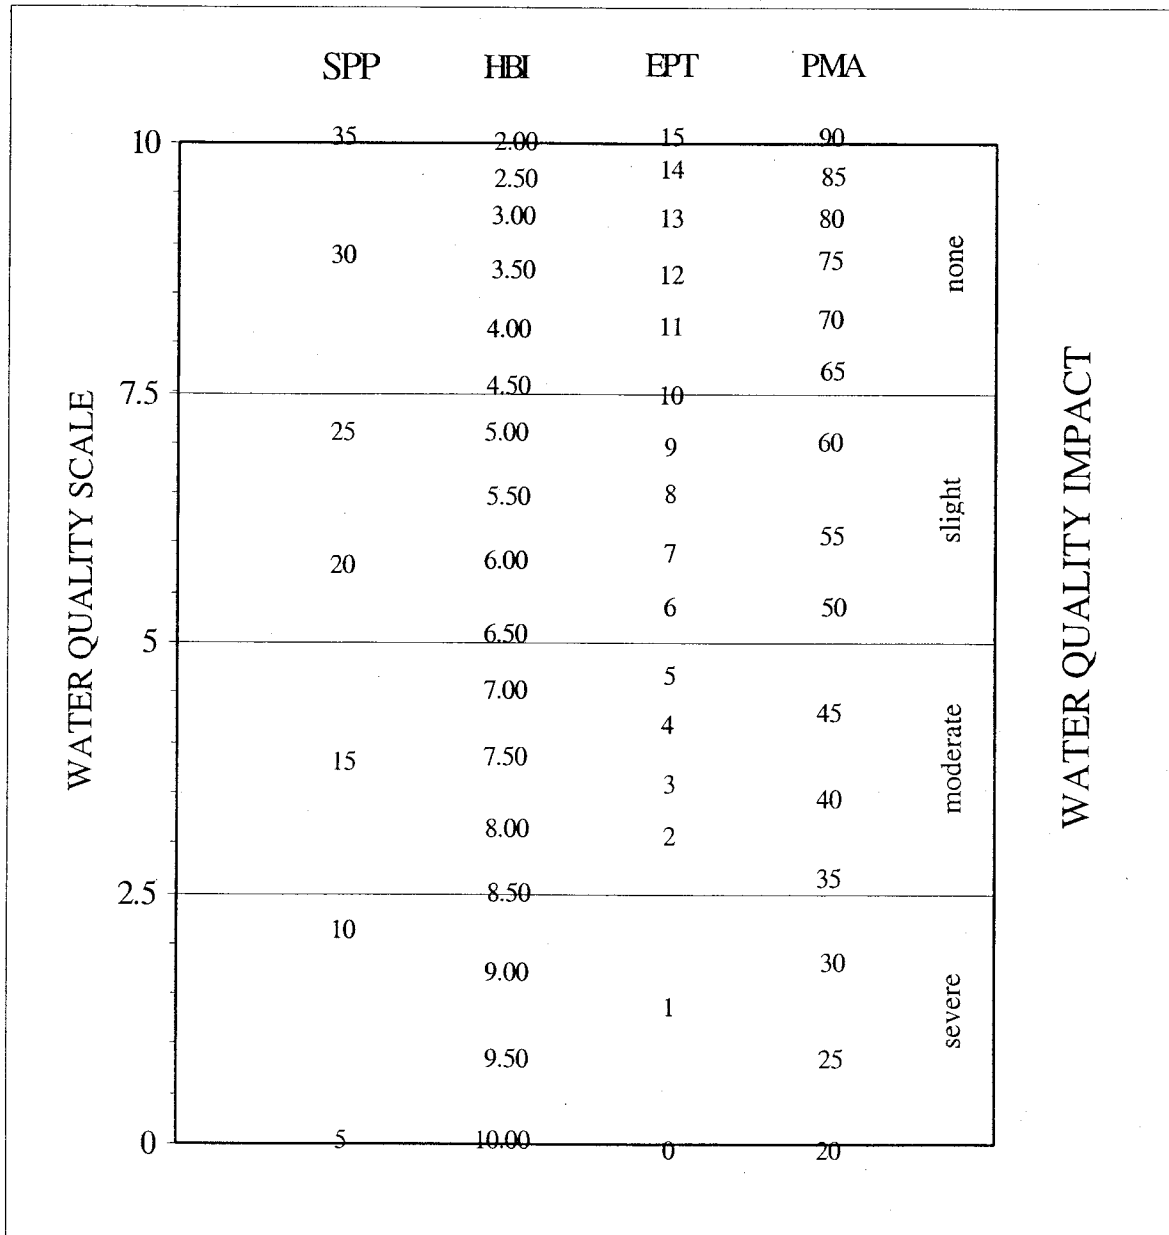 SPP HBI EPT PMA
10 35 2.00 15 90
2.50 14 85
3.00 13 80
30 3.50 12 75 none
4.00 11 70
65
7.5 4.50 10
25 5.00 9 60
5.50 8 slight
55
20 6.00 7
6 50
5 6.50
7.00 5
4 45
15 7.50 moderate
3 40
8.00 2
35
2.5 8.50
10
9.00 30
1 severe
9.50 25
0 5 10.00 0 20
WATER QUALITY SCALE
WATER QUALITY IMPACT